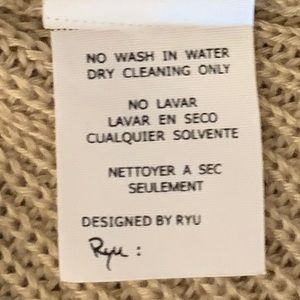 NO WASH IN WATER
DRY CLEANING ONLY
NO LAVAR
LAVAR EN SECO
CUALQUIER SOLVENTE
NETTOYER A SEC
SEULEMENT
DESIGNED BY RYU
Ryu :